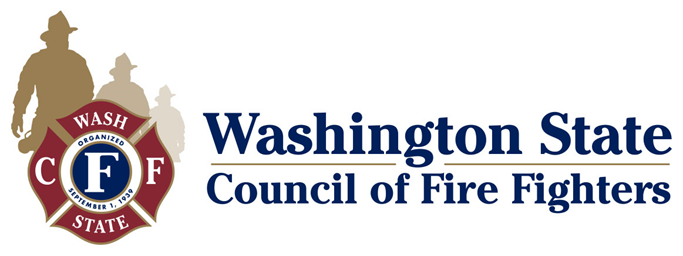 WASH
ORGANIZED
C F F
SEPTEMBER 1, 1939
STATE
Washington State
Council of Fire Fighters